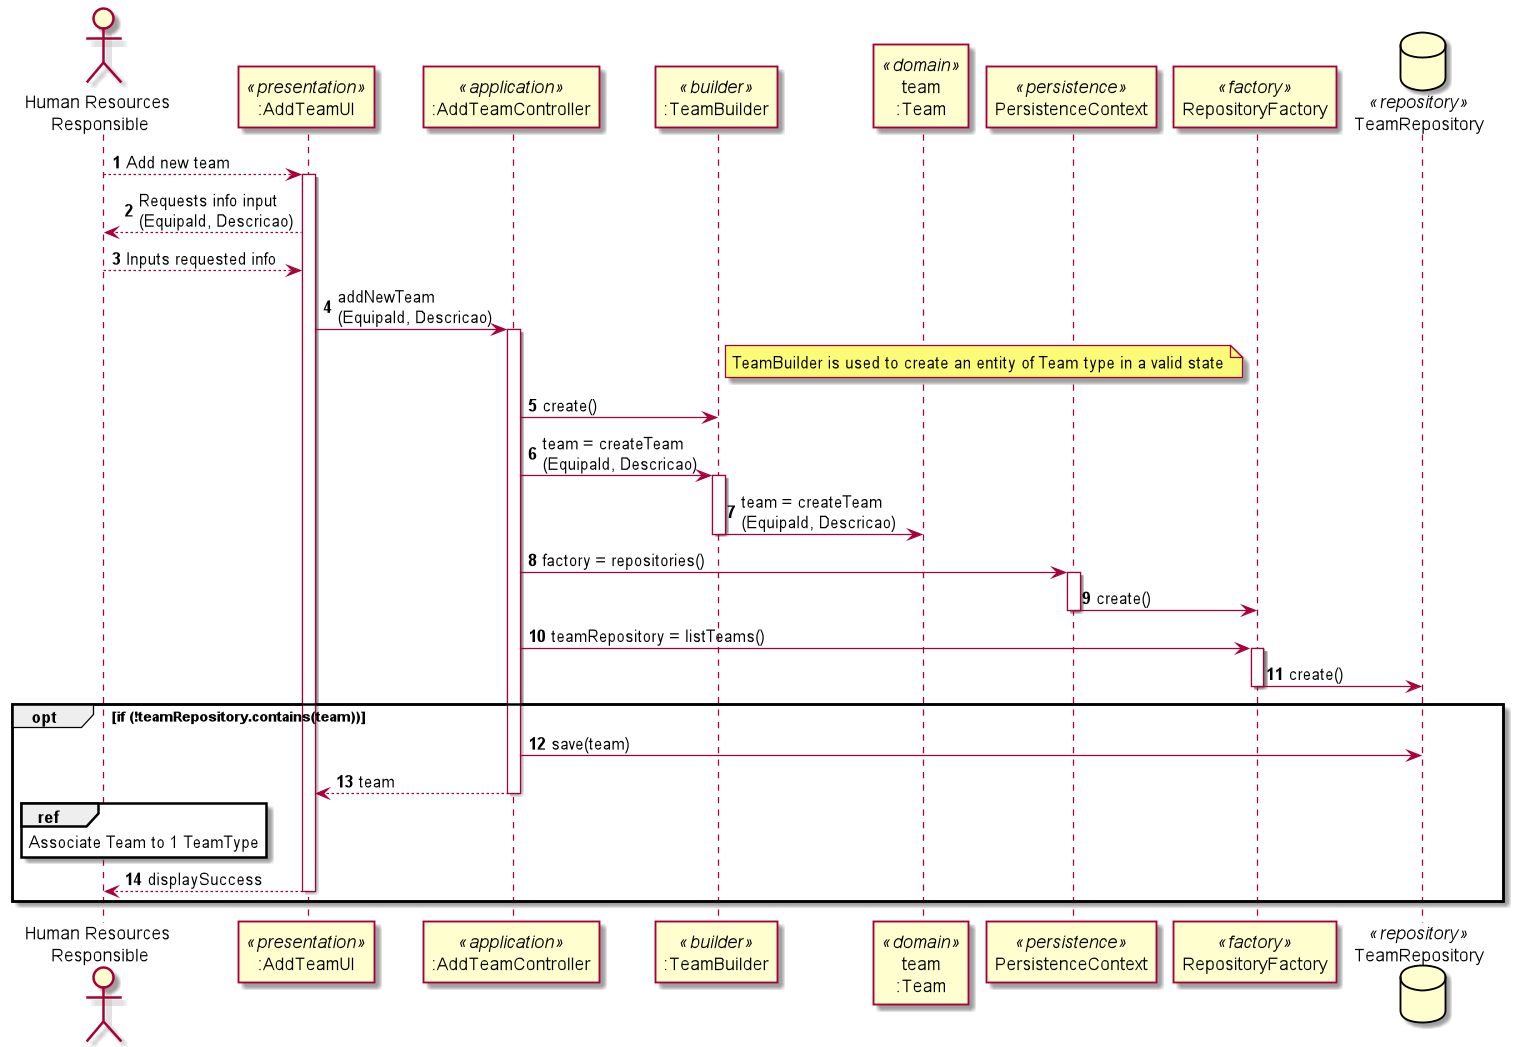 Human Resources
Responsible
«presentation»
:AddTeamUI
«application»
:AddTeamController
«builder»
:TeamBuilder
«domain»
team
:Team
«persistence»
PersistenceContext
«factory»
RepositoryFactory
«repository»
TeamRepository
1 Add new team
2 Requests info input
(EquipaId, Descricao)
3 Inputs requested info
4 addNewTeam
(EquipaId, Descricao)
TeamBuilder is used to create an entity of Team type in a valid state
5 create()
6 team = createTeam
(EquipaId, Descricao)
7 team = createTeam
(EquipaId, Descricao)
8 factory = repositories()
9 create()
10 teamRepository = listTeams()
11 create()
opt [if (!teamRepository.contains(team))]
12 save(team)
13 team
ref
Associate Team to 1 TeamType
14 displaySuccess
Human Resources
Responsible
«presentation»
:AddTeamUI
«application»
:AddTeamController
«builder»
:TeamBuilder
«domain»
team
:Team
«persistence»
PersistenceContext
«factory»
RepositoryFactory
«repository»
TeamRepository